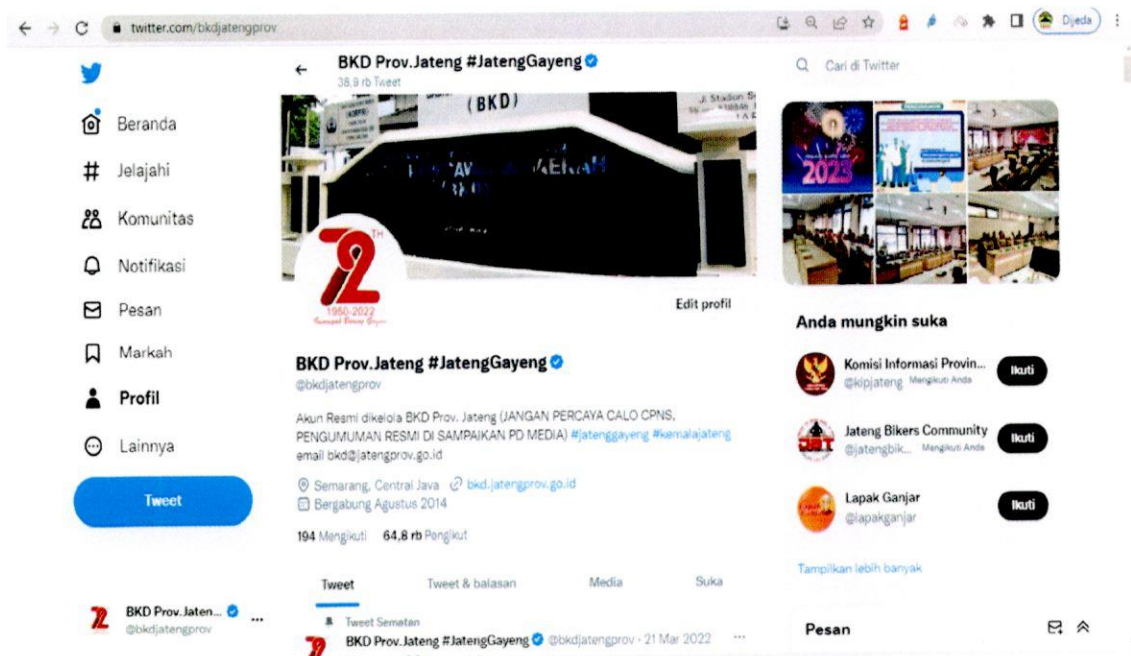 twitter.com/bkdjatengprov
Dijeda
BKD Prov.Jateng #JatengGayeng
38,9 rb Tweet
Cari di Twitter
Beranda
Jelajahi
Komunitas
Notifikasi
Pesan
Markah
Profil
Lainnya
Tweet
BKD Prov.Jaten...
@bkdjatengprov
(BKD)
Jl. Stadion
72
TH
1950-2022
Edit profil
BKD Prov.Jateng #JatengGayeng
@bkdjatengprov
Akun Resmi dikelola BKD Prov. Jateng (JANGAN PERCAYA CALO CPNS,
PENGUMUMAN RESMI DI SAMPAIKAN PD MEDIA) #jatenggayeng #kemalajateng
email bkd@jatengprov.go.id
Semarang, Central Java bkd.jatengprov.go.id
Bergabung Agustus 2014
194 Mengikuti 64,8 rb Pengikut
Tweet Tweet & balasan Media Suka
Tweet Sematan
BKD Prov.Jateng #JatengGayeng @bkdjatengprov · 21 Mar 2022
2023
Anda mungkin suka
Komisi Informasi Provin...
@kipjateng Mengikuti Anda
Ikuti
Jateng Bikers Community
@jatengbik... Mengikuti Anda
Ikuti
Lapak Ganjar
@lapakganjar
Ikuti
Tampilkan lebih banyak
Pesan